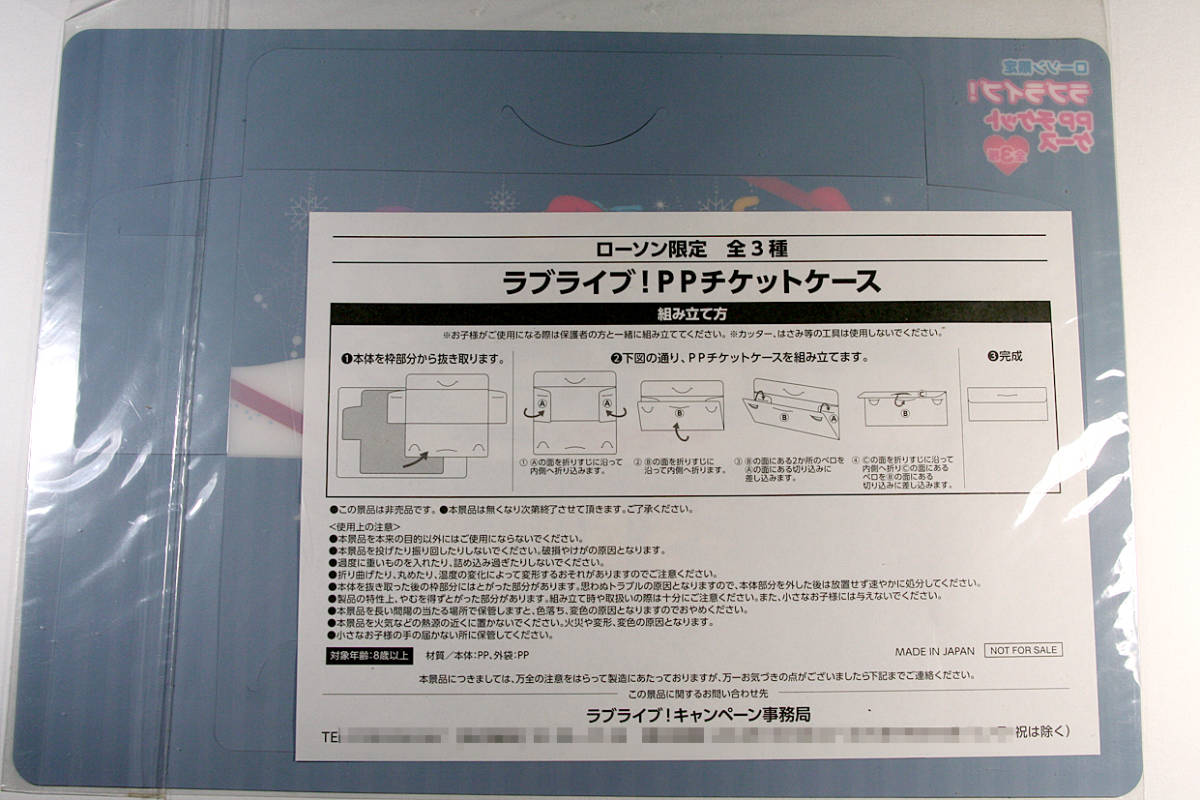 ローソン限定
ラブライブ!
PPチケット
ケース
全3種
ローソン限定 全3種
ラブライブ!PPチケットケース
組み立て方
※お子様がご使用になる際は保護者の方と一緒に組み立ててください。※カッター、はさみ等の工具は使用しないでください。
❶本体を枠部分から抜き取ります。
❷下図の通り、PPチケットケースを組み立てます。
❸完成
A
A
B
B
A
C
B
①Ⓐの面を折りすじに沿って
内側へ折り込みます。
②Ⓑの面を折りすじに
沿って内側へ折ります。
③Ⓑの面にある2か所のベロを
Ⓐの面にある切り込みに
差し込みます。
④Ⓒの面を折りすじに沿って
内側へ折りⒸの面にある
ベロをⒷの面にある
切り込みに差し込みます。
●この景品は非売品です。●本景品は無くなり次第終了させて頂きます。ご了承ください。
<使用上の注意>
●本景品を本来の目的以外にはご使用にならないでください。
●本景品を投げたり振り回したりしないでください。破損やけがの原因となります。
●過度に重いものを入れたり、詰め込み過ぎたりしないでください。
●折り曲げたり、丸めたり、温度の変化によって変形するおそれがありますのでご注意ください。
●本体を抜き取った後の枠部分にはとがった部分があります。思わぬトラブルの原因となりますので、本体部分を外した後は放置せず速やかに処分してください。
●製品の特性上、やむを得ずとがった部分があります。組み立て時や取扱いの際は十分にご注意ください。また、小さなお子様には与えないでください。
●本景品を長い間陽の当たる場所で保管しますと、色落ち、変色の原因となりますのでおやめください。
●本景品を火気などの熱源の近くに置かないでください。火災や変形、変色の原因となります。
●小さなお子様の手の届かない所に保管してください。
対象年齢:8歳以上 材質/本体:PP、外袋:PP
MADE IN JAPAN NOT FOR SALE
本景品につきましては、万全の注意をはらって製造にあたっておりますが、万一お気づきの点がございましたら下記までご連絡ください。
この景品に関するお問い合わせ先
ラブライブ!キャンペーン事務局
TE 祝は除く)